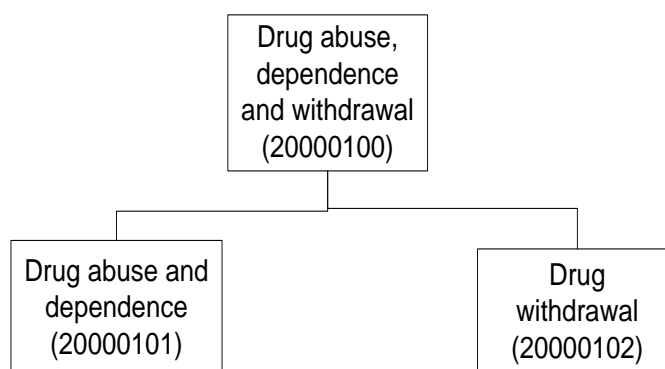 Drug abuse,
dependence
and withdrawal
(20000100)
Drug abuse and
dependence
(20000101)
Drug
withdrawal
(20000102)